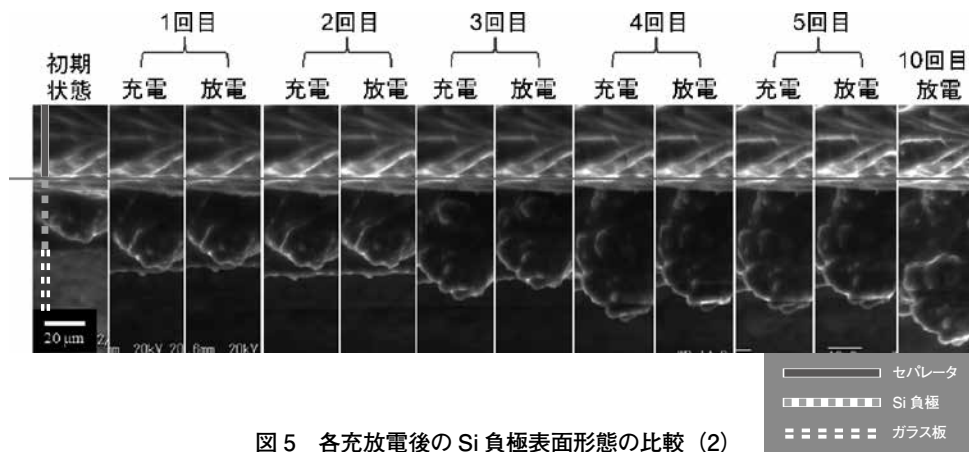 1回目 2回目 3回目 4回目 5回目
初期状態 充電 放電 充電 放電 充電 放電 充電 放電 充電 放電 10回目放電
20 μm
20kV 20 6mm 20kV
セパレータ
Si 負極
ガラス板
図 5 各充放電後の Si 負極表面形態の比較（2）